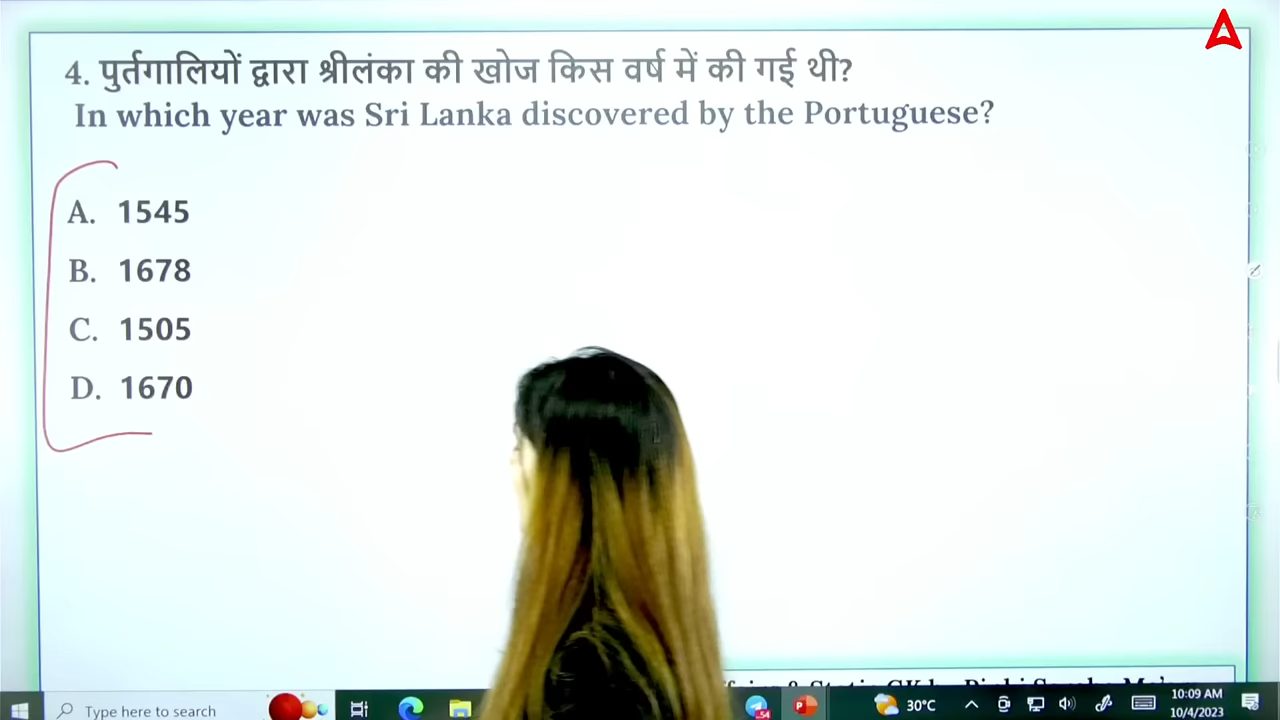 4. पुर्तगालियों द्वारा श्रीलंका की खोज किस वर्ष में की गई थी?
In which year was Sri Lanka discovered by the Portuguese?
A. 1545
B. 1678
C. 1505
D. 1670
Type here to search
54
30°C
10:09 AM
10/4/2023